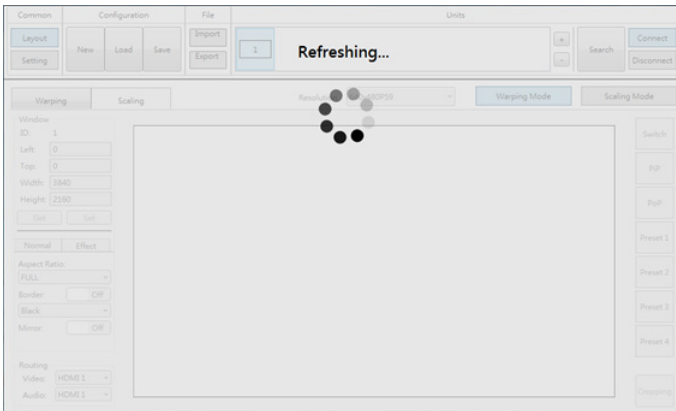 Common Configuration File Units
Layout
Setting
New Load Save
Import
Export
1
Refreshing...
+
-
Search
Connect
Disconnect
Warping Scaling
Warping Mode Scaling Mode
Window
ID: 1
Left: 0
Top: 0
Width: 3840
Height: 2160
Get Set
Normal Effect
Aspect Ratio:
FULL
Border: Off
Black
Mirror: Off
Routing
Video: HDMI 1
Audio: HDMI 1
Switch
PIP
PoP
Preset 1
Preset 2
Preset 3
Preset 4